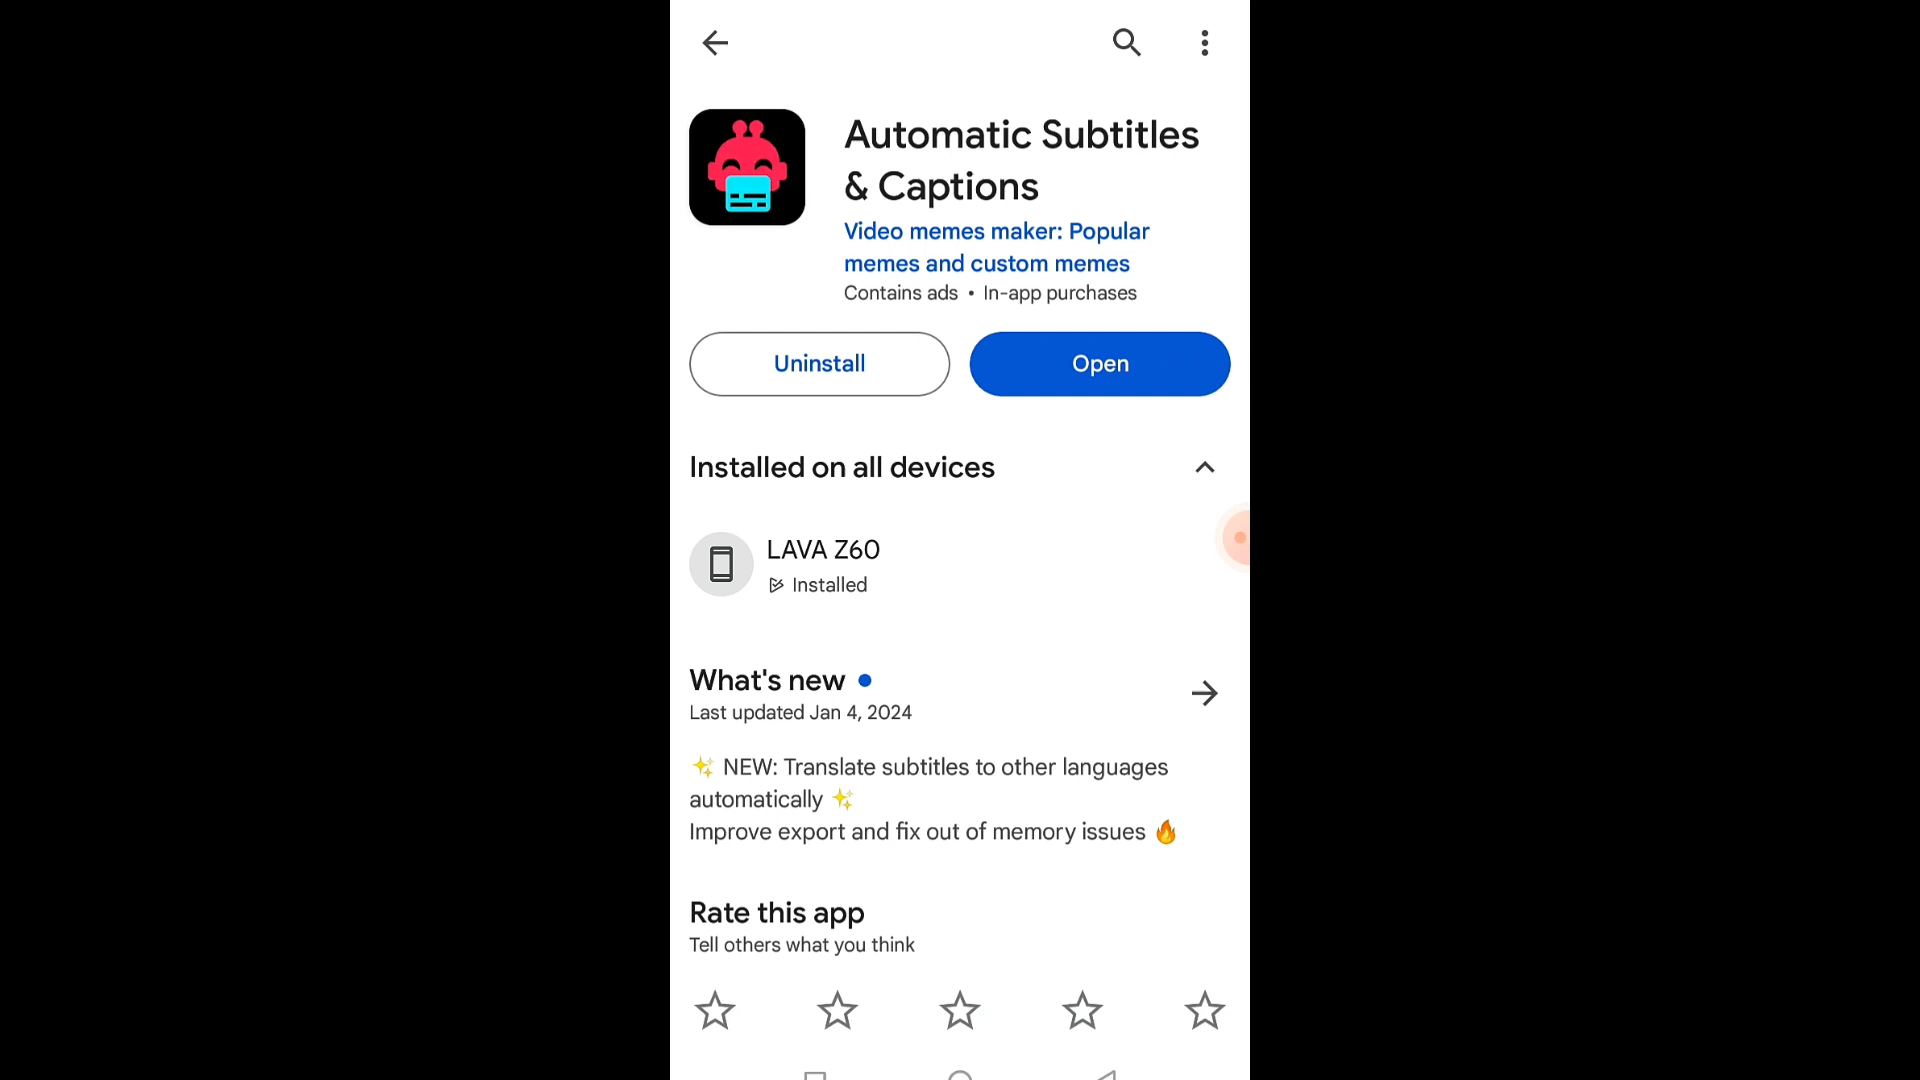 Automatic Subtitles
& Captions
Video memes maker: Popular
memes and custom memes
Contains ads • In-app purchases
Uninstall
Open
Installed on all devices
LAVA Z60
Installed
What's new
Last updated Jan 4, 2024
✨ NEW: Translate subtitles to other languages
automatically ✨
Improve export and fix out of memory issues 🔥
Rate this app
Tell others what you think